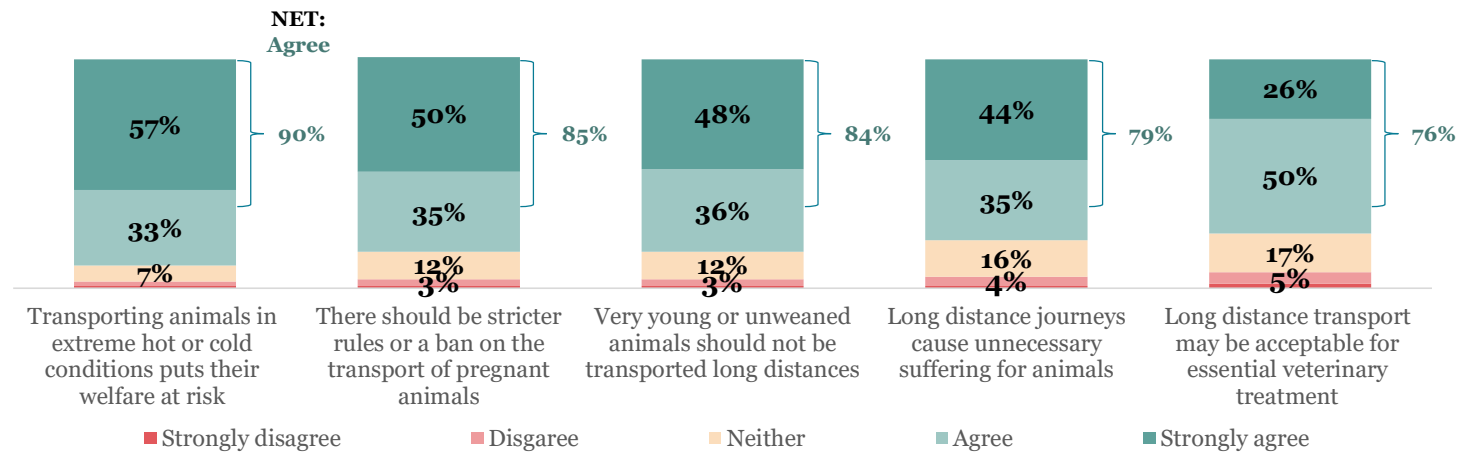 NET:
Agree
57%
33%
7%
90%
50%
35%
12%
3%
85%
48%
36%
12%
3%
84%
44%
35%
16%
4%
79%
26%
50%
17%
5%
76%
Transporting animals in
extreme hot or cold
conditions puts their
welfare at risk
There should be stricter
rules or a ban on the
transport of pregnant
animals
Very young or unweaned
animals should not be
transported long distances
Long distance journeys
cause unnecessary
suffering for animals
Long distance transport
may be acceptable for
essential veterinary
treatment
Strongly disagree
Disgaree
Neither
Agree
Strongly agree